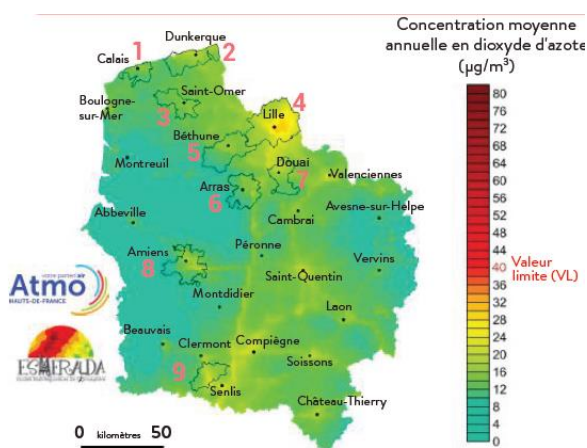 Concentration moyenne
annuelle en dioxyde d'azote
(µg/m³)
80
76
72
68
64
60
56
52
48
44
40
36
32
28
24
20
16
12
8
4
0
Valeur
limite (VL)
1
Calais
Dunkerque
2
Boulogne-
sur-Mer
Saint-Omer
3
4
Lille
Béthune
5
Montreuil
Douai
7
Valenciennes
Arras
6
Avesne-sur-Helpe
Cambrai
Abbeville
Amiens
8
Péronne
Vervins
Saint-Quentin
Montdidier
Laon
Beauvais
Clermont
Compiègne
Soissons
9
Senlis
Château-Thierry
votre partenair
Atmo
HAUTS-DE-FRANCE
ESMERALDA
0 kilomètres 50